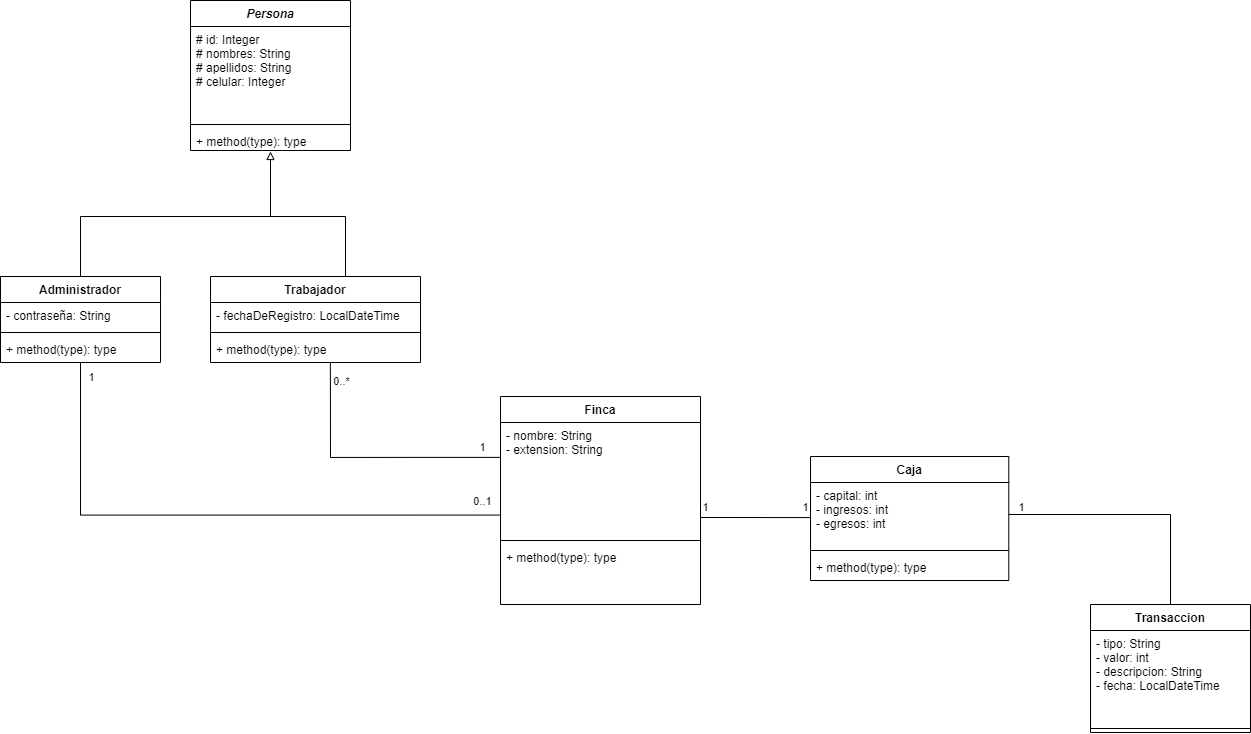 Persona
# id: Integer
# nombres: String
# apellidos: String
# celular: Integer
+ method(type): type
Administrador
- contraseña: String
+ method(type): type
1
Trabajador
- fechaDeRegistro: LocalDateTime
+ method(type): type
0..*
1
0..1
Finca
- nombre: String
- extension: String
+ method(type): type
1
1
Caja
- capital: int
- ingresos: int
- egresos: int
+ method(type): type
1
Transaccion
- tipo: String
- valor: int
- descripcion: String
- fecha: LocalDateTime